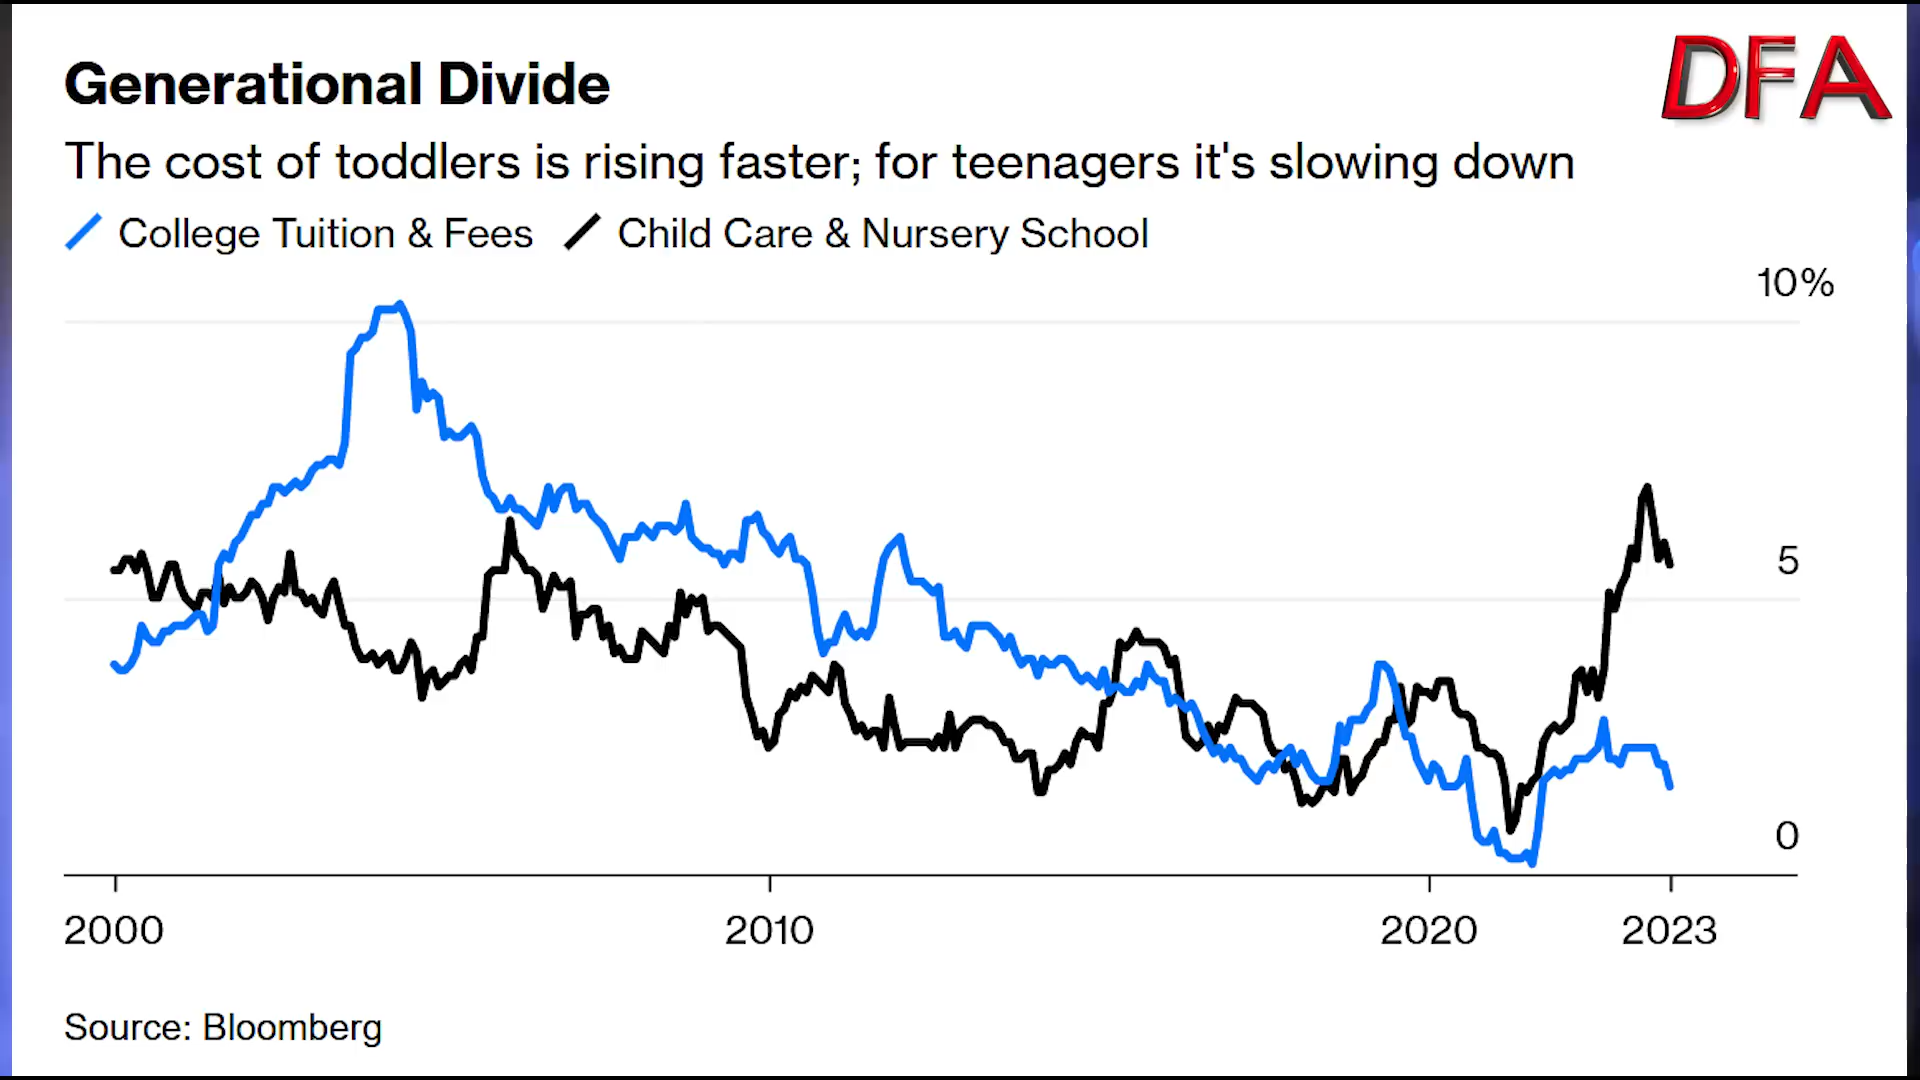 DFA
Generational Divide
The cost of toddlers is rising faster; for teenagers it's slowing down
College Tuition & Fees Child Care & Nursery School
10%
5
0
2000 2010 2020 2023
Source: Bloomberg